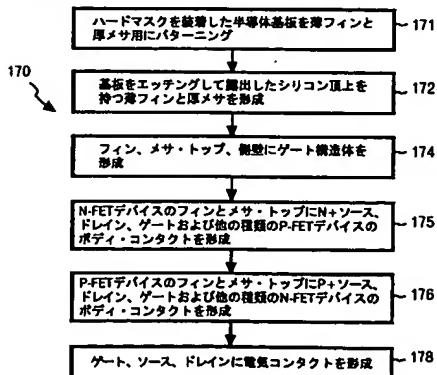 ハードマスクを装着した半導体基板を薄フィンと
厚メサ用にパターニング
171
170
基板をエッチングして露出したシリコン頂上を
持つ薄フィンと厚メサを形成
172
フィン、メサ・トップ、側壁にゲート構造体を
形成
174
N-FETデバイスのフィンとメサ・トップにN+ソース、
ドレイン、ゲートおよび他の種類のP-FETデバイスの
ボディ・コンタクトを形成
175
P-FETデバイスのフィンとメサ・トップにP+ソース、
ドレイン、ゲートおよび他の種類のN-FETデバイスの
ボディ・コンタクトを形成
176
ゲート、ソース、ドレインに電気コンタクトを形成
178